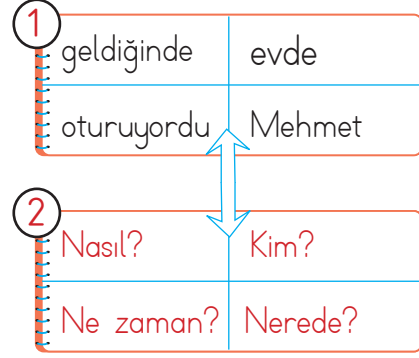 1
geldiğinde evde
oturuyordu Mehmet
2
Nasıl? Kim?
Ne zaman? Nerede?